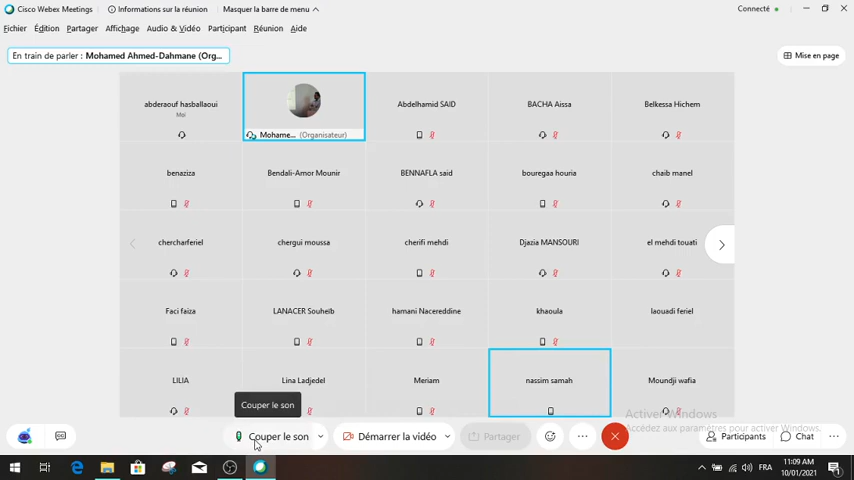 Cisco Webex Meetings Informations sur la réunion Masquer la barre de menu Connecté
Fichier Édition Partager Affichage Audio & Vidéo Participant Réunion Aide
En train de parler : Mohamed Ahmed-Dahmane (Org... Mise en page
abderaouf hasballaoui
Moi
Mohame... (Organisateur)
Abdelhamid SAID
BACHA Aissa
Belkessa Hichem
benaziza
Bendali-Amor Mounir
BENNAFLA said
bouregaa houria
chaib manel
chercharferiel
chergui moussa
cherifi mehdi
Djazia MANSOURI
el mehdi touati
Faci faiza
LANACER Souheïb
hamani Nacereddine
khaoula
laouadi feriel
LILIA
Lina Ladjedel
Meriam
nassim samah
Moundji wafia
Couper le son
Activer Windows
Accédez aux paramètres pour activer Windows.
Couper le son Démarrer la vidéo Partager Participants Chat
FRA 11:09 AM
10/01/2021